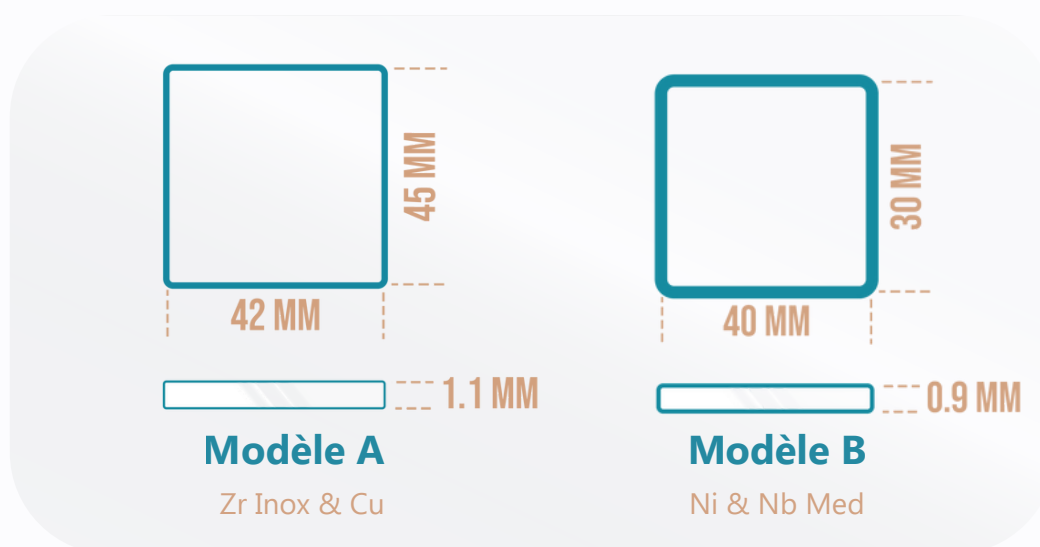 45 MM
42 MM
1.1 MM
Modèle A
Zr Inox & Cu
30 MM
40 MM
0.9 MM
Modèle B
Ni & Nb Med